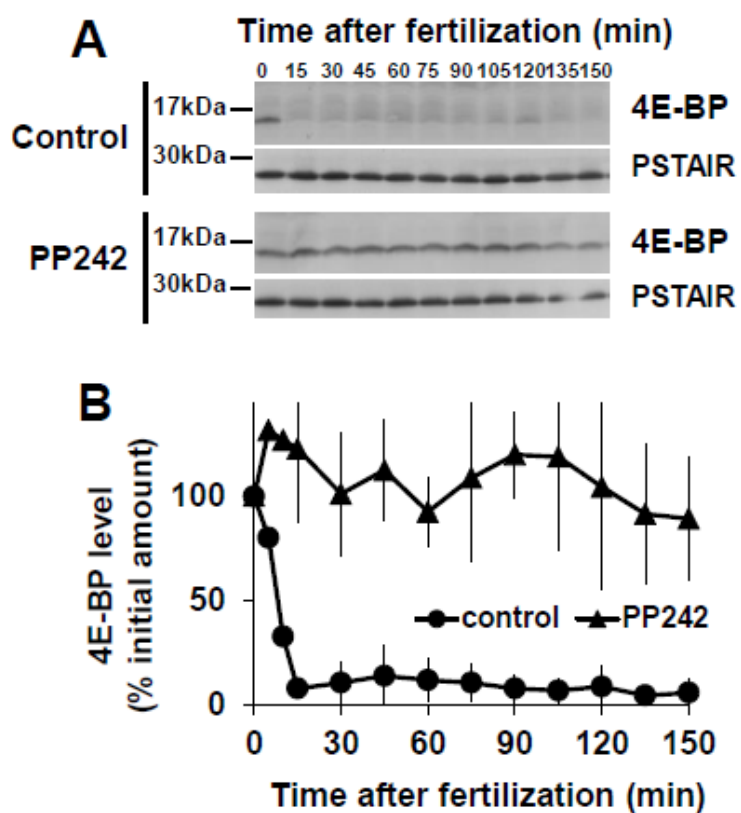 A
Time after fertilization (min)
0 15 30 45 60 75 90 105 120 135 150
Control
17kDa
4E-BP
30kDa
PSTAIR
PP242
17kDa
4E-BP
30kDa
PSTAIR
B
4E-BP level
(% initial amount)
100
50
0
control PP242
0 30 60 90 120 150
Time after fertilization (min)